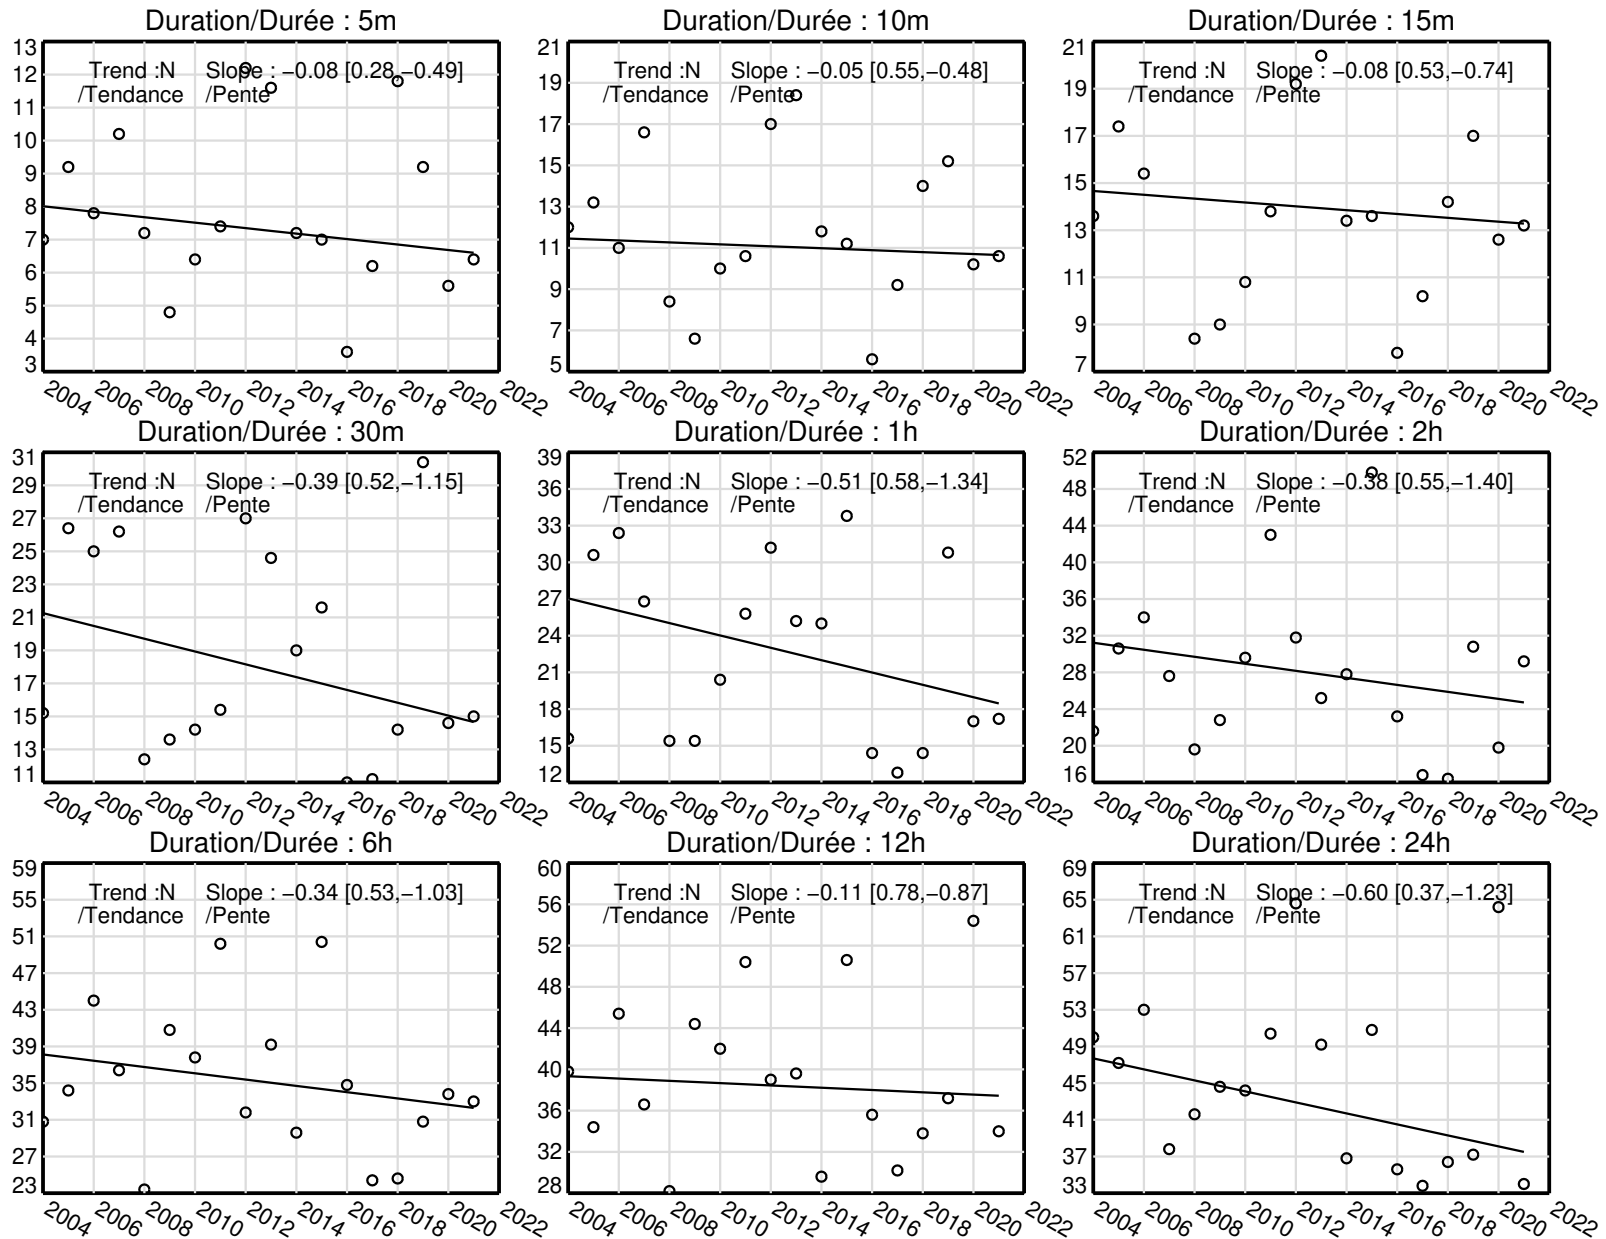 Duration/Durée : 5m
13
12
11
10
9
8
7
6
5
4
3
Trend :N Slope : −0.08 [0.28,−0.49]
/Tendance /Pente
2004 2006 2008 2010 2012 2014 2016 2018 2020 2022
Duration/Durée : 10m
21
19
17
15
13
11
9
7
5
Trend :N Slope : −0.05 [0.55,−0.48]
/Tendance /Pente
2004 2006 2008 2010 2012 2014 2016 2018 2020 2022
Duration/Durée : 15m
21
19
17
15
13
11
9
7
Trend :N Slope : −0.08 [0.53,−0.74]
/Tendance /Pente
2004 2006 2008 2010 2012 2014 2016 2018 2020 2022
Duration/Durée : 30m
31
29
27
25
23
21
19
17
15
13
11
Trend :N Slope : −0.39 [0.52,−1.15]
/Tendance /Pente
2004 2006 2008 2010 2012 2014 2016 2018 2020 2022
Duration/Durée : 1h
39
36
33
30
27
24
21
18
15
12
Trend :N Slope : −0.51 [0.58,−1.34]
/Tendance /Pente
2004 2006 2008 2010 2012 2014 2016 2018 2020 2022
Duration/Durée : 2h
52
48
44
40
36
32
28
24
20
16
Trend :N Slope : −0.38 [0.55,−1.40]
/Tendance /Pente
2004 2006 2008 2010 2012 2014 2016 2018 2020 2022
Duration/Durée : 6h
59
55
51
47
43
39
35
31
27
23
Trend :N Slope : −0.34 [0.53,−1.03]
/Tendance /Pente
2004 2006 2008 2010 2012 2014 2016 2018 2020 2022
Duration/Durée : 12h
60
56
52
48
44
40
36
32
28
Trend :N Slope : −0.11 [0.78,−0.87]
/Tendance /Pente
2004 2006 2008 2010 2012 2014 2016 2018 2020 2022
Duration/Durée : 24h
69
65
61
57
53
49
45
41
37
33
Trend :N Slope : −0.60 [0.37,−1.23]
/Tendance /Pente
2004 2006 2008 2010 2012 2014 2016 2018 2020 2022